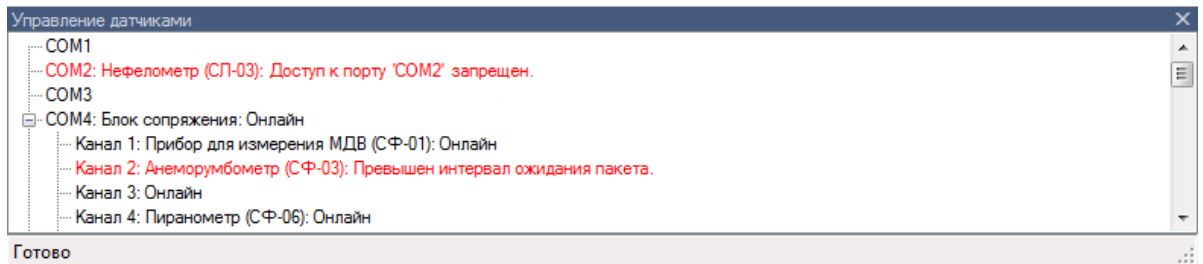 Управление датчиками
COM1
COM2: Нефелометр (СЛ-03): Доступ к порту 'COM2' запрещен.
COM3
COM4: Блок сопряжения: Онлайн
Канал 1: Прибор для измерения МДВ (СФ-01): Онлайн
Канал 2: Анеморумбометр (СФ-03): Превышен интервал ожидания пакета.
Канал 3: Онлайн
Канал 4: Пиранометр (СФ-06): Онлайн
Готово